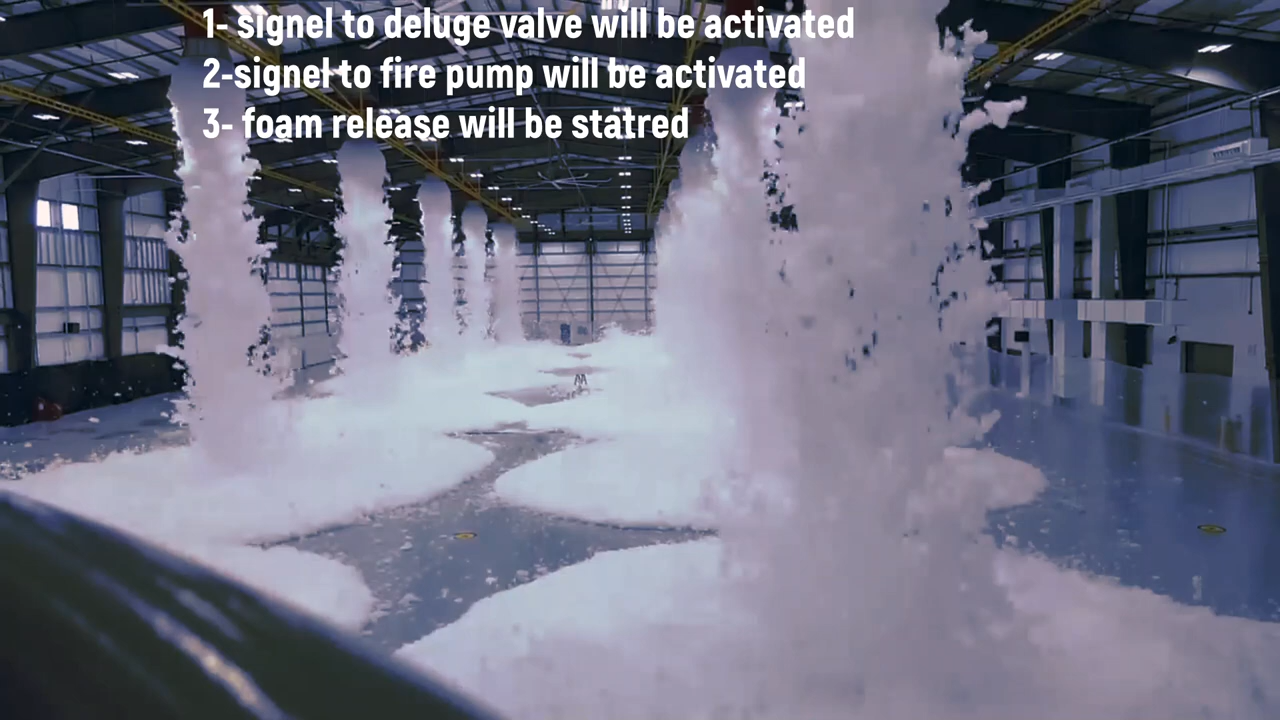 1- signel to deluge valve will be activated
2-signel to fire pump will be activated
3- foam release will be statred